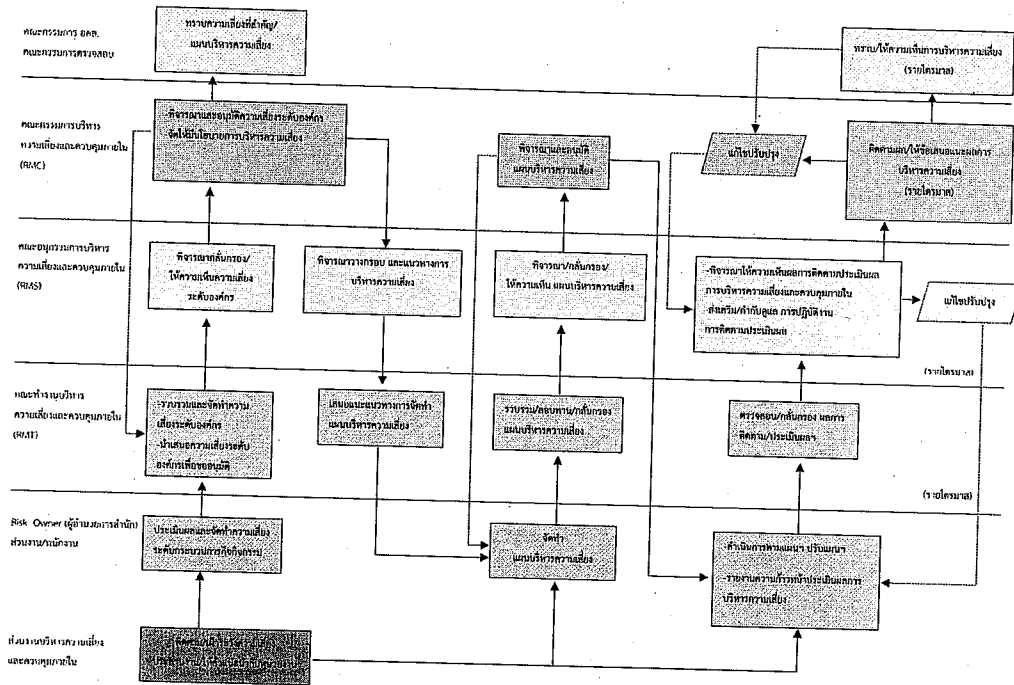 คณะกรรมการ อคส.
คณะกรรมการตรวจสอบ
ทราบความเสี่ยงที่สำคัญ/
แผนบริหารความเสี่ยง
ทราบ/ให้ความเห็นการบริหารความเสี่ยง
(รายไตรมาส)
คณะกรรมการบริหาร
ความเสี่ยงและควบคุมภายใน
(RMC)
พิจารณาและอนุมัติความเสี่ยงระดับองค์กร
จัดให้มีนโยบายการบริหารความเสี่ยง
พิจารณาและอนุมัติ
แผนบริหารความเสี่ยง
แก้ไขปรับปรุง
ติดตามผล/ให้ข้อเสนอแนะผลการ
บริหารความเสี่ยง
(รายไตรมาส)
คณะอนุกรรมการบริหาร
ความเสี่ยงและควบคุมภายใน
(RMS)
พิจารณากลั่นกรอง/
ให้ความเห็นความเสี่ยง
ระดับองค์กร
พิจารณาวางกรอบ และแนวทางการ
บริหารความเสี่ยง
พิจารณา/กลั่นกรอง/
ให้ความเห็น แผนบริหารความเสี่ยง
-พิจารณาให้ความเห็นผลการติดตามประเมินผล
การบริหารความเสี่ยงและควบคุมภายใน
-ส่งเสริม/กำกับดูแล การปฏิบัติงาน
การติดตามประเมินผล
แก้ไขปรับปรุง
(รายไตรมาส)
คณะทำงานบริหาร
ความเสี่ยงและควบคุมภายใน
(RMT)
-รวบรวมและจัดทำความ
เสี่ยงระดับองค์กร
-นำเสนอความเสี่ยงระดับ
องค์กรเพื่อขออนุมัติ
เสนอแนะแนวทางการจัดทำ
แผนบริหารความเสี่ยง
รวบรวม/สอบทาน/กลั่นกรอง
แผนบริหารความเสี่ยง
ตรวจสอบ/กลั่นกรอง ผลการ
ติดตาม/ประเมินผลฯ
(รายไตรมาส)
Risk Owner (ผู้อำนวยการสำนัก)
ส่วนงาน/พนักงาน
ประเมินผลและจัดทำความเสี่ยง
ระดับกระบวนการ
จัดทำ
แผนบริหารความเสี่ยง
-ดำเนินการตามแผนฯ ปรับแผนฯ
-รายงานความก้าวหน้าประเมินผลการ
บริหารความเสี่ยง
ส่วนงานบริหารความเสี่ยง
และควบคุมภายใน